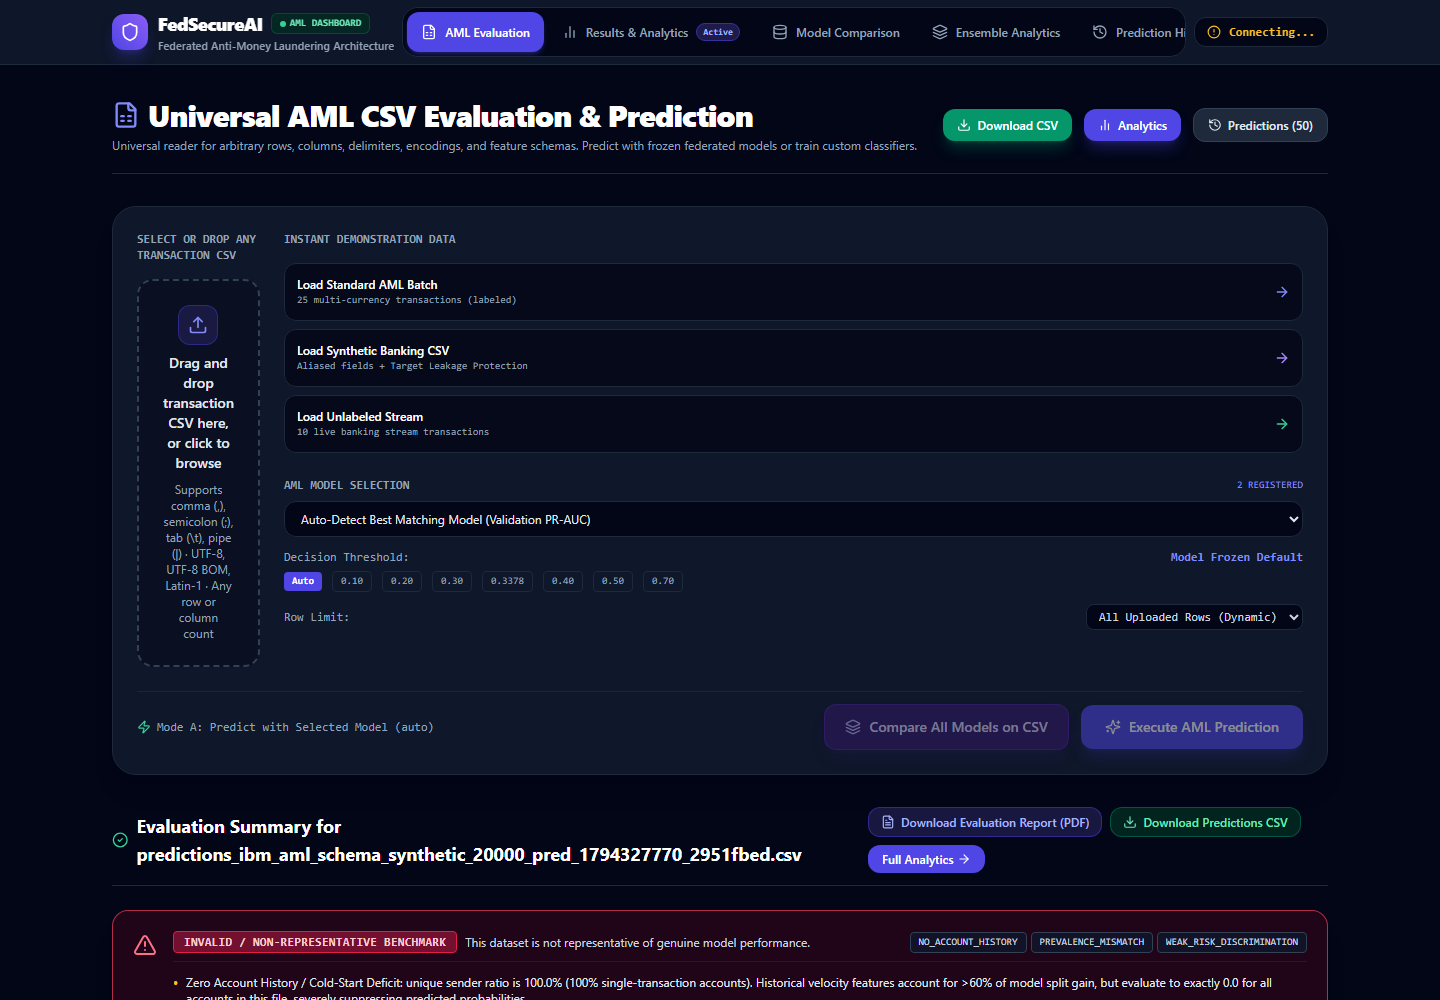 FedSecureAI
AML DASHBOARD
Federated Anti-Money Laundering Architecture
AML Evaluation
Results & Analytics
Active
Model Comparison
Ensemble Analytics
Prediction Hi
Connecting...
Universal AML CSV Evaluation & Prediction
Universal reader for arbitrary rows, columns, delimiters, encodings, and feature schemas. Predict with frozen federated models or train custom classifiers.
Download CSV
Analytics
Predictions (50)
SELECT OR DROP ANY
TRANSACTION CSV
Drag and
drop
transaction
CSV here,
or click to
browse
Supports
comma (,),
semicolon (;),
tab (\t), pipe
(|) · UTF-8,
UTF-8 BOM,
Latin-1 · Any
row or
column
count
INSTANT DEMONSTRATION DATA
Load Standard AML Batch
25 multi-currency transactions (labeled)
Load Synthetic Banking CSV
Aliased fields + Target Leakage Protection
Load Unlabeled Stream
10 live banking stream transactions
AML MODEL SELECTION
2 REGISTERED
Auto-Detect Best Matching Model (Validation PR-AUC)
Decision Threshold:
Model Frozen Default
Auto
0.10
0.20
0.30
0.3378
0.40
0.50
0.70
Row Limit:
All Uploaded Rows (Dynamic)
Mode A: Predict with Selected Model (auto)
Compare All Models on CSV
Execute AML Prediction
Evaluation Summary for
predictions_ibm_aml_schema_synthetic_20000_pred_1794327770_2951fbed.csv
Download Evaluation Report (PDF)
Download Predictions CSV
Full Analytics
INVALID / NON-REPRESENTATIVE BENCHMARK
This dataset is not representative of genuine model performance.
NO_ACCOUNT_HISTORY
PREVALENCE_MISMATCH
WEAK_RISK_DISCRIMINATION
• Zero Account History / Cold-Start Deficit: unique sender ratio is 100.0% (100% single-transaction accounts). Historical velocity features account for >60% of model split gain, but evaluate to exactly 0.0 for all
accounts in this file, severely suppressing predicted probabilities.